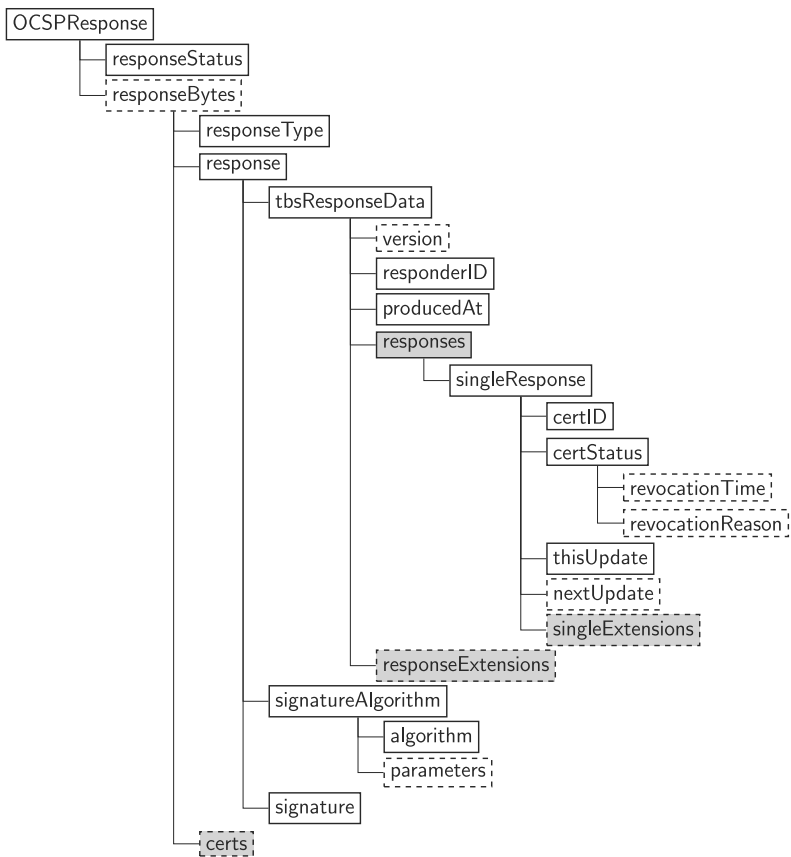 OCSPResponse
responseStatus
responseBytes
responseType
response
tbsResponseData
version
responderID
producedAt
responses
singleResponse
certID
certStatus
revocationTime
revocationReason
thisUpdate
nextUpdate
singleExtensions
responseExtensions
signatureAlgorithm
algorithm
parameters
signature
certs